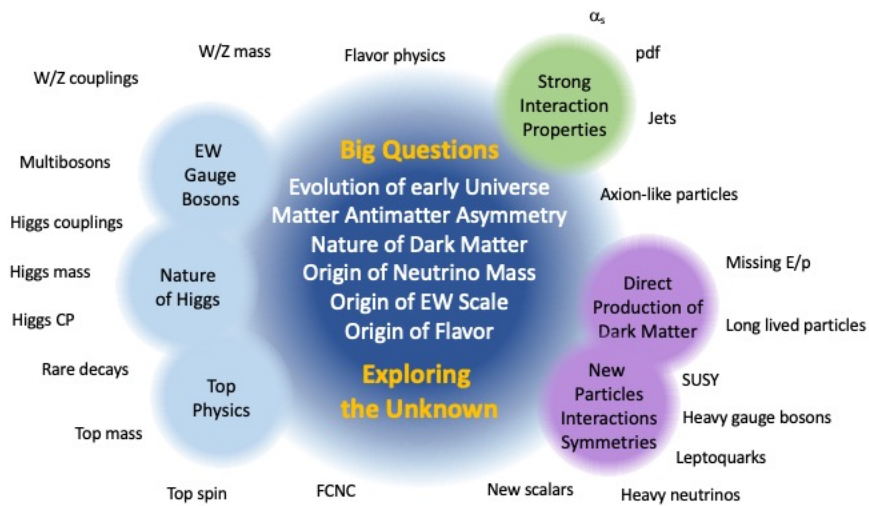 αs
W/Z mass
Flavor physics
pdf
W/Z couplings
Strong
Interaction
Properties
Jets
Multibosons
EW
Gauge
Bosons
Big Questions
Evolution of early Universe
Matter Antimatter Asymmetry
Nature of Dark Matter
Origin of Neutrino Mass
Origin of EW Scale
Origin of Flavor
Exploring
the Unknown
Axion-like particles
Higgs couplings
Higgs mass
Higgs CP
Nature
of Higgs
Missing E/p
Direct
Production of
Dark Matter
Long lived particles
Rare decays
Top
Physics
Top mass
New
Particles
Interactions
Symmetries
SUSY
Heavy gauge bosons
Leptoquarks
Top spin
FCNC
New scalars
Heavy neutrinos